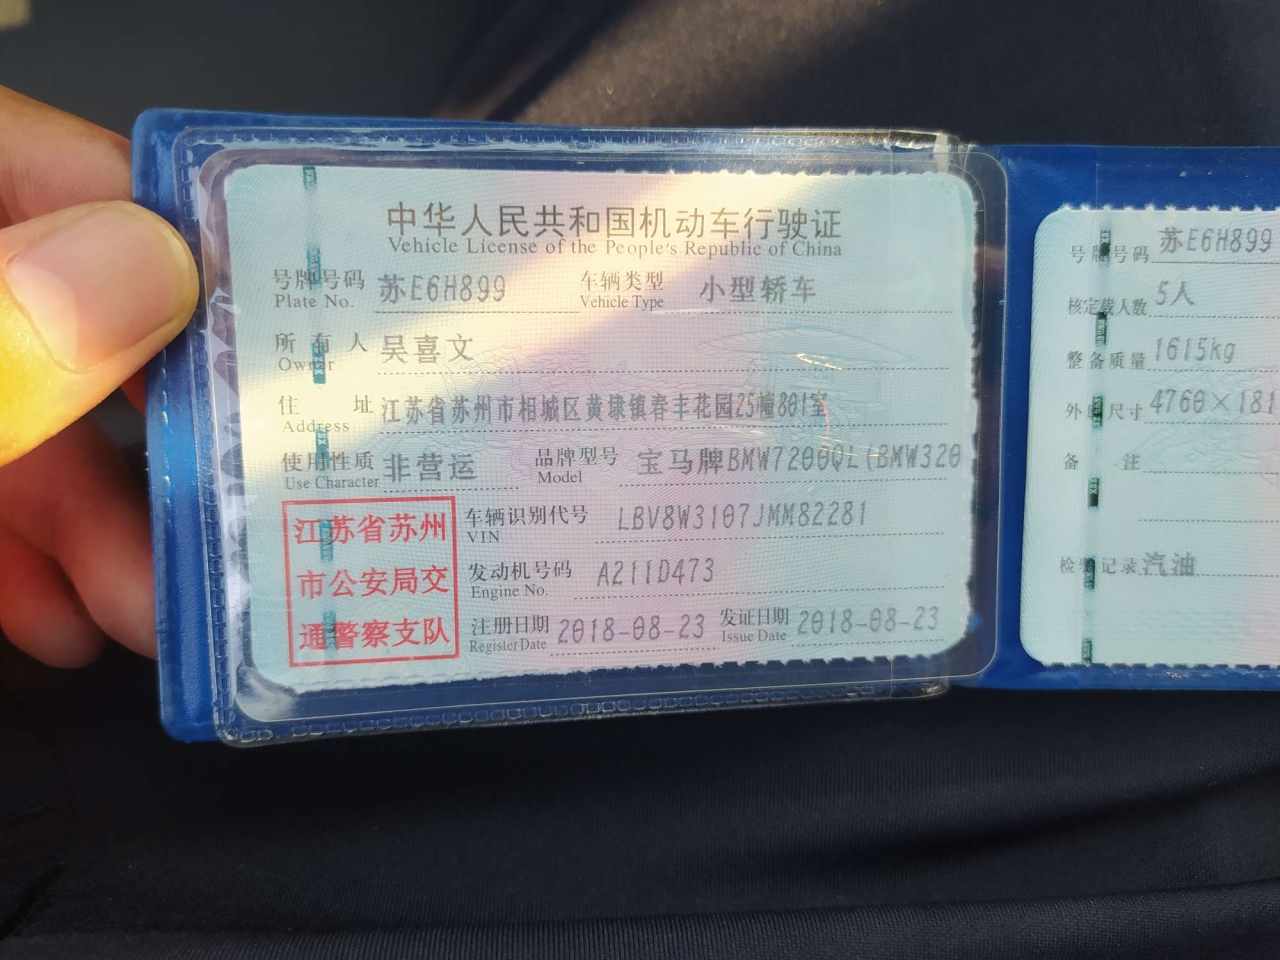 中华人民共和国机动车行驶证
Vehicle License of the People's Republic of China
号牌号码 苏E6H899 车辆类型 小型轿车
Plate No. Vehicle Type
所有人 吴喜文
Owner
住址 江苏省苏州市相城区黄埭镇春丰花园25幢801室
Address
使用性质 非营运 品牌型号 宝马牌BMW7200QL(BMW320
Use Character Model
江苏省苏州
市公安局交
通警察支队
车辆识别代号 LBV8W3107JMM82281
VIN
发动机号码 A211D473
Engine No.
注册日期 2018-08-23 发证日期 2018-08-23
Register Date Issue Date
号牌号码 苏E6H899
核定载人数 5人
整备质量 1615kg
外廓尺寸 4760×181
备注
检验记录 汽油